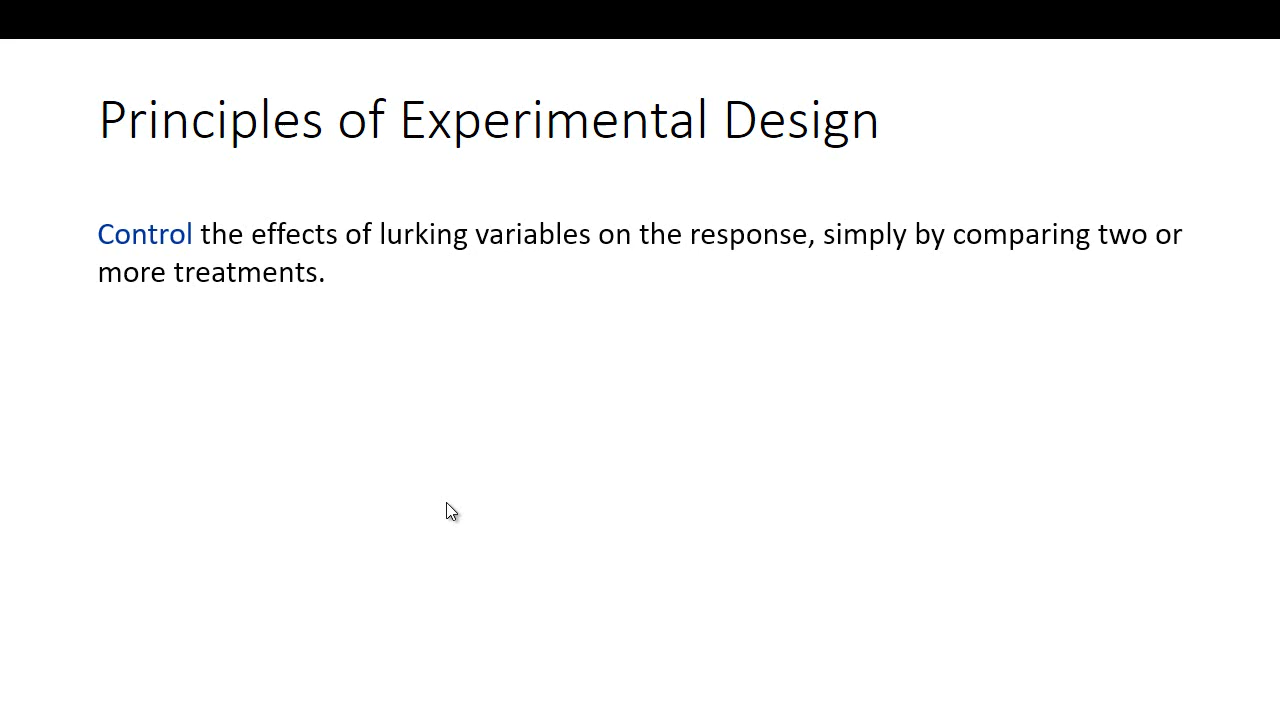 Principles of Experimental Design
Control the effects of lurking variables on the response, simply by comparing two or
more treatments.